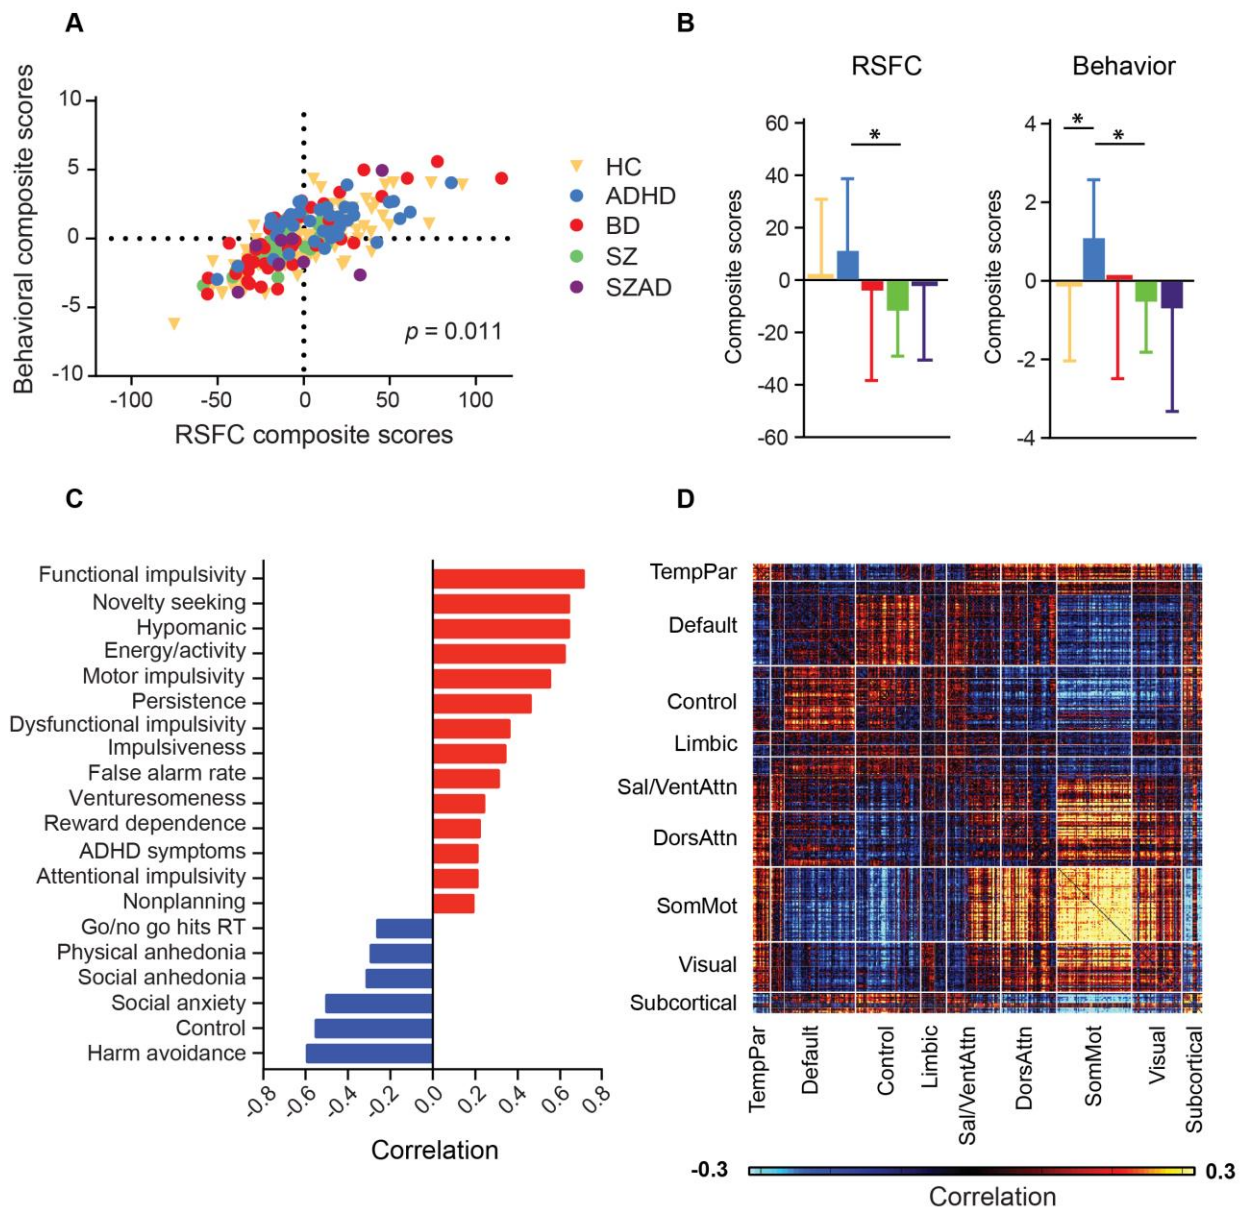 A
Behavioral composite scores
10
5
0
-5
-10
-100
-50
0
50
100
RSFC composite scores
p = 0.011
HC
ADHD
BD
SZ
SZAD
B
RSFC
Composite scores
60
40
20
0
-20
-40
-60
*
Behavior
Composite scores
4
2
0
-2
-4
*
*
C
Functional impulsivity
Novelty seeking
Hypomanic
Energy/activity
Motor impulsivity
Persistence
Dysfunctional impulsivity
Impulsiveness
False alarm rate
Venturesomeness
Reward dependence
ADHD symptoms
Attentional impulsivity
Nonplanning
Go/no go hits RT
Physical anhedonia
Social anhedonia
Social anxiety
Control
Harm avoidance
-0.8
-0.6
-0.4
-0.2
0.0
0.2
0.4
0.6
0.8
Correlation
D
TempPar
Default
Control
Limbic
Sal/VentAttn
DorsAttn
SomMot
Visual
Subcortical
TempPar
Default
Control
Limbic
Sal/VentAttn
DorsAttn
SomMot
Visual
Subcortical
-0.3
0.3
Correlation